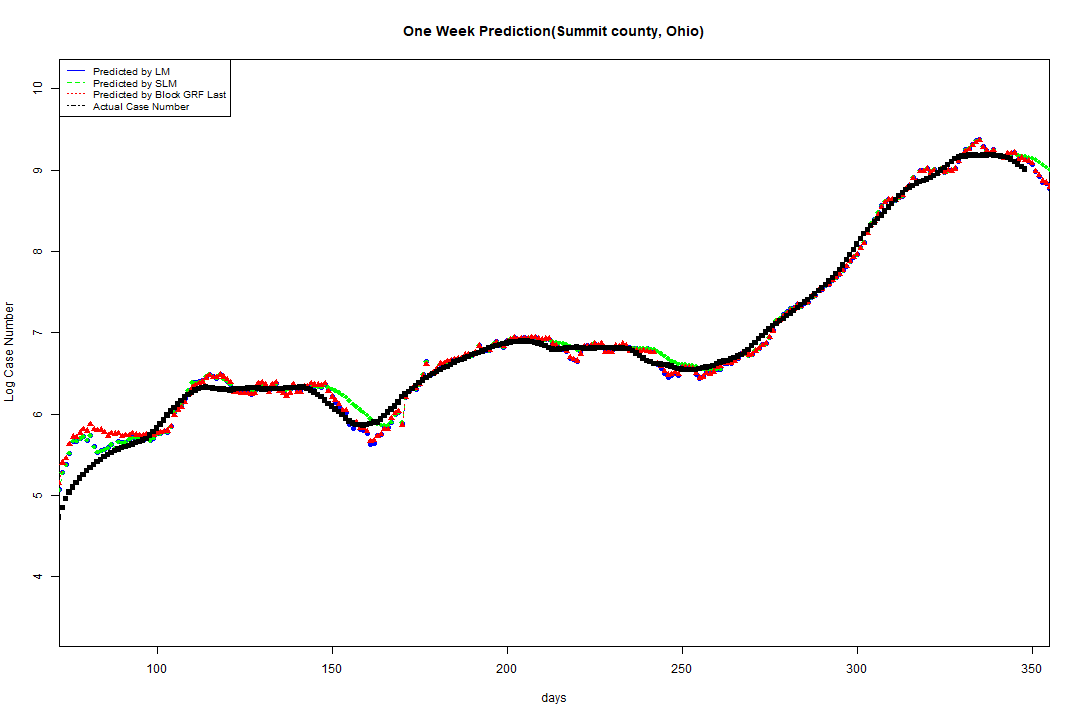 One Week Prediction(Summit county, Ohio)
Predicted by LM
Predicted by SLM
Predicted by Block GRF Last
Actual Case Number
Log Case Number
10
9
8
7
6
5
4
100 150 200 250 300 350
days